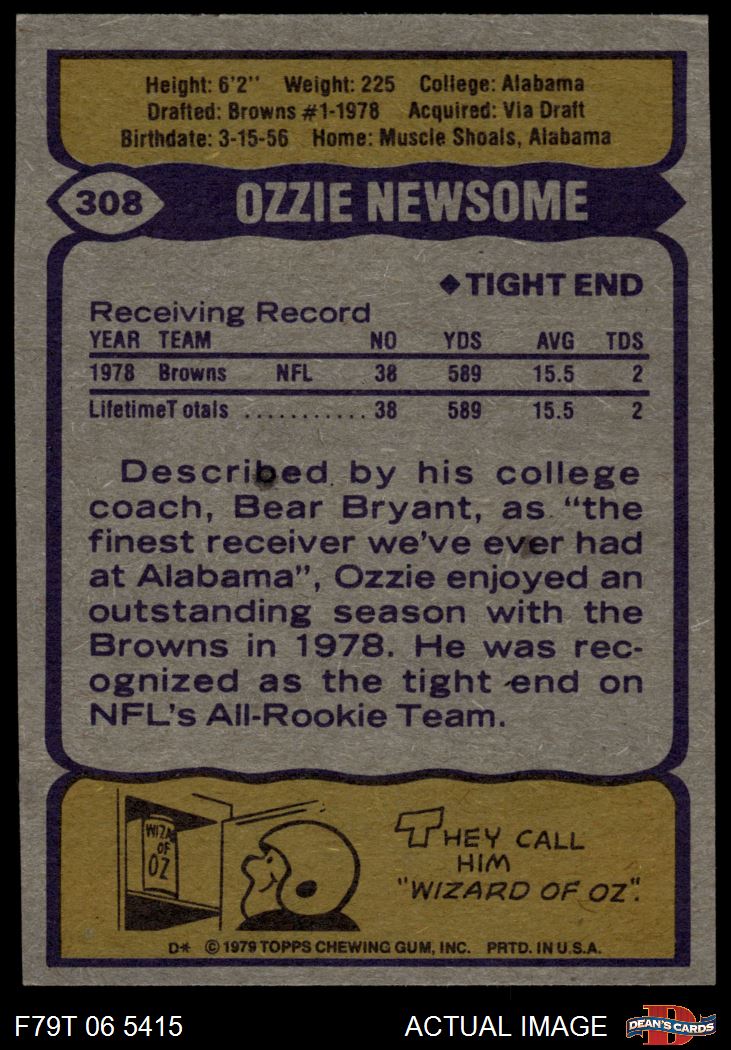 Height: 6'2" Weight: 225 College: Alabama
Drafted: Browns #1-1978 Acquired: Via Draft
Birthdate: 3-15-56 Home: Muscle Shoals, Alabama
308 OZZIE NEWSOME
◆TIGHT END
Receiving Record
YEAR TEAM NO YDS AVG TDS
1978 Browns NFL 38 589 15.5 2
LifetimeT otals ........... 38 589 15.5 2
Described by his college
coach, Bear Bryant, as "the
finest receiver we've ever had
at Alabama", Ozzie enjoyed an
outstanding season with the
Browns in 1978. He was rec-
ognized as the tight end on
NFL's All-Rookie Team.
WIZA
OF
OZ
THEY CALL
HIM
"WIZARD OF OZ".
D* © 1979 TOPPS CHEWING GUM, INC. PRTD. IN U.S.A.
F79T 06 5415 ACTUAL IMAGE D DEAN'S CARDS